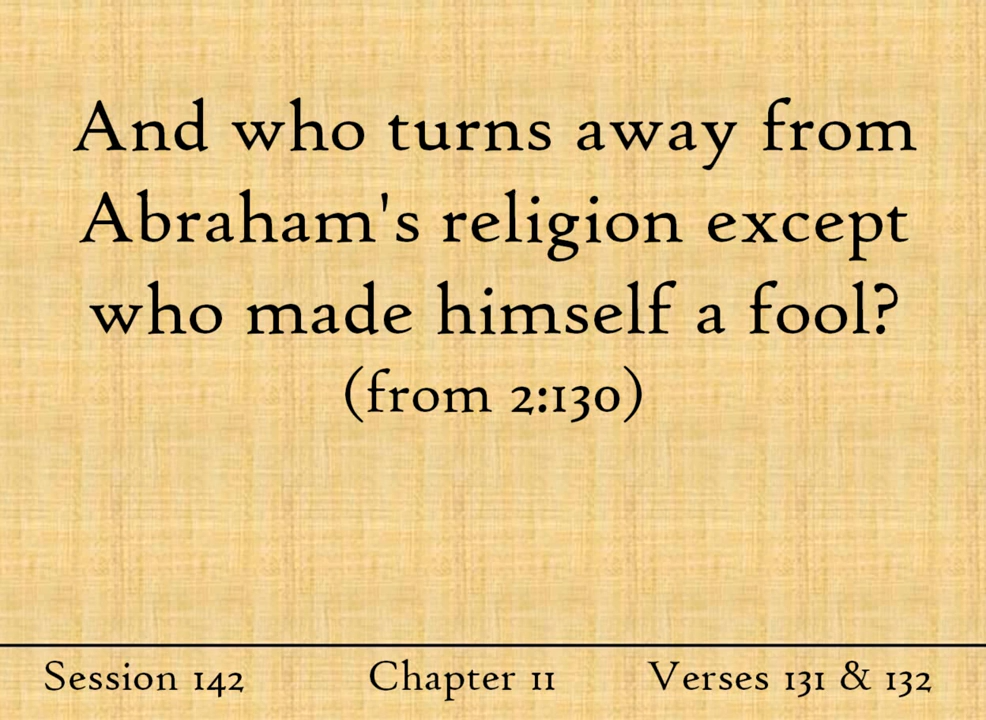 And who turns away from
Abraham's religion except
who made himself a fool?
(from 2:130)
Session 142 Chapter 11 Verses 131 & 132